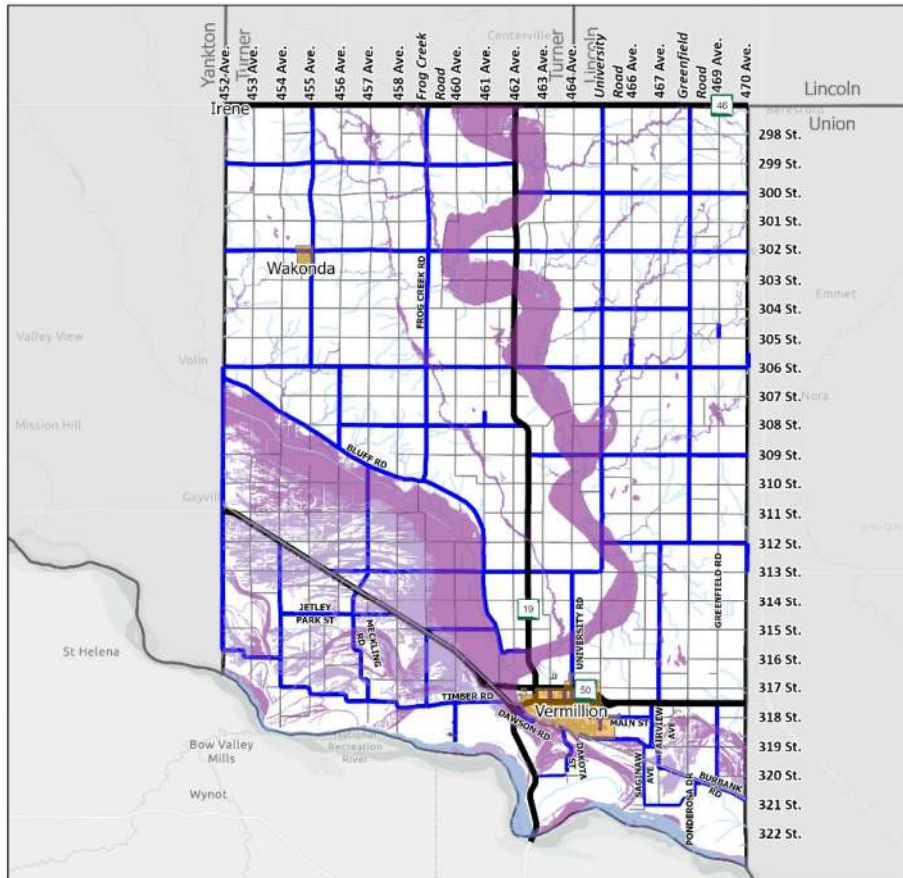 Yankton
Turner
452 Ave.
453 Ave.
454 Ave.
455 Ave.
456 Ave.
457 Ave.
458 Ave.
Frog Creek
Road
460 Ave.
461 Ave.
462 Ave.
463 Ave.
464 Ave.
University
Road
466 Ave.
467 Ave.
Greenfield
Road
469 Ave.
470 Ave.
Centerville
Turner
Lincoln
Irene
46
Lincoln
Beresford
Union
298 St.
299 St.
300 St.
301 St.
302 St.
Wakonda
FROG CREEK RD
303 St.
Emmet
304 St.
Valley View
305 St.
Volin
306 St.
Nora
307 St.
Mission Hill
308 St.
BLUFF RD
309 St.
310 St.
Gayville
311 St.
312 St.
313 St.
GREENFIELD RD
JETLEY
PARK ST
MECKLING
RD
19
UNIVERSITY RD
314 St.
315 St.
St Helena
316 St.
317 St.
TIMBER RD
50
Vermillion
DAWSON RD
MAIN ST
FAIRVIEW
AVE
318 St.
National
Recreation
River
Bow Valley
Mills
DAKOTA
ST
319 St.
SAGINAW
AVE
BURBANK
RD
320 St.
Wynot
PONDEROSA DR
321 St.
322 St.